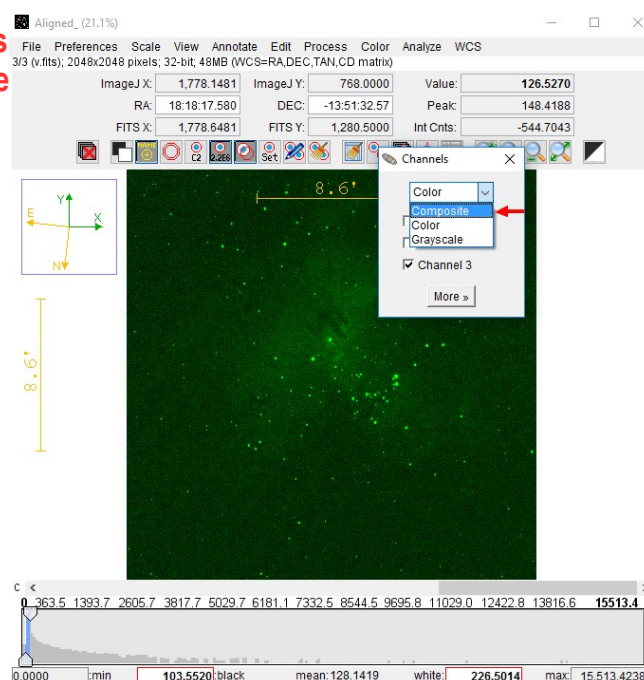 Aligned_ (21.1%)
s
e
File Preferences Scale View Annotate Edit Process Color Analyze WCS
3/3 (v.fits); 2048x2048 pixels; 32-bit; 48MB (WCS=RA,DEC,TAN,CD matrix)
ImageJ X: 1,778.1481 ImageJ Y: 768.0000 Value: 126.5270
RA: 18:18:17.580 DEC: -13:51:32.57 Peak: 148.4188
FITS X: 1,778.6481 FITS Y: 1,280.5000 Int Cnts: -544.7043
NAME C2 2.2E6 Set
Channels
Color
Composite
Color
Grayscale
Channel 3
More »
8.6'
Y
E X
N
8.6'
C
0 363.5 1393.7 2605.7 3817.7 5029.7 6181.1 7332.5 8544.5 9695.8 11029.0 12422.8 13816.6 15513.4
0.0000 :min 103.5520 :black mean: 128.1419 white: 226.5014 max: 15,513.423